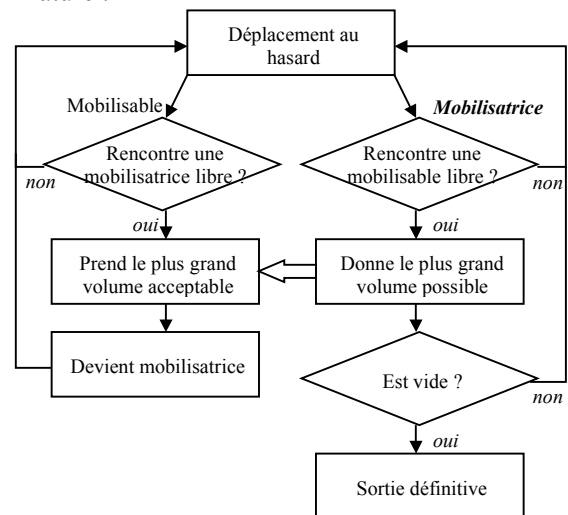 Déplacement au
hasard
Mobilisable
Mobilisatrice
Rencontre une
mobilisatrice libre ?
non
oui
Rencontre une
mobilisable libre ?
non
oui
Prend le plus grand
volume acceptable
Donne le plus grand
volume possible
Devient mobilisatrice
Est vide ?
non
oui
Sortie définitive